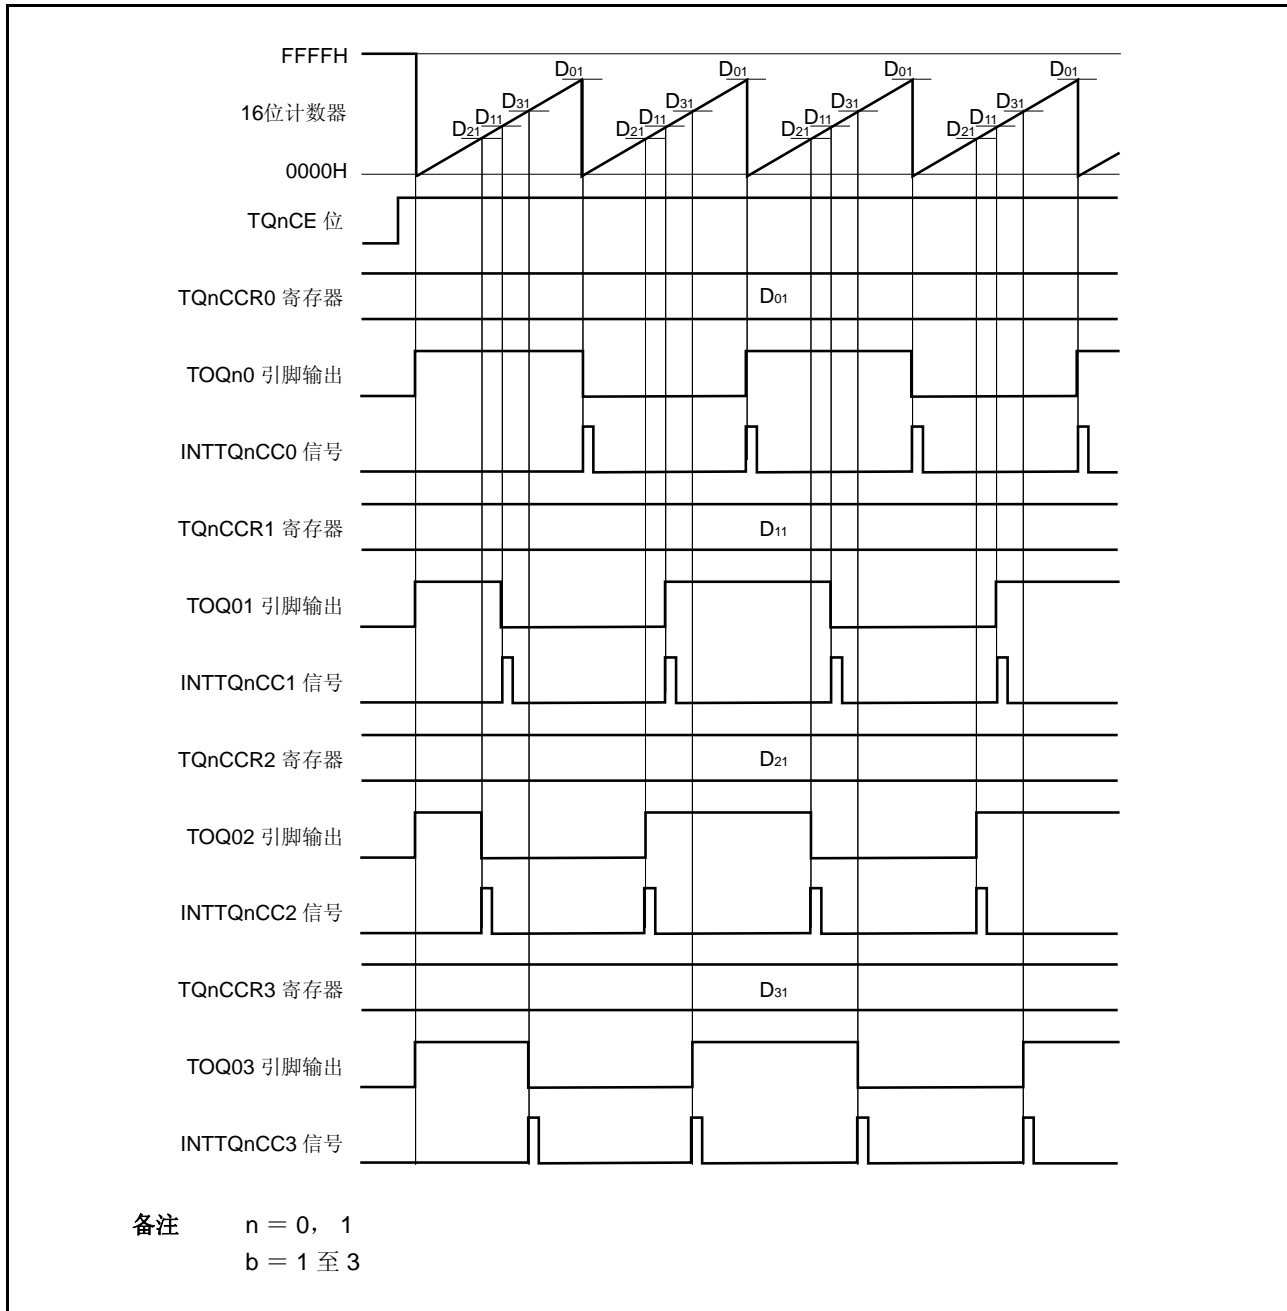 FFFFH
D01 D01 D01 D01
D31 D31 D31 D31
16位计数器
D11 D11 D11 D11
D21 D21 D21 D21
0000H
TQnCE 位
TQnCCR0 寄存器 D01
TOQn0 引脚输出
INTTQnCC0 信号
TQnCCR1 寄存器 D11
TOQ01 引脚输出
INTTQnCC1 信号
TQnCCR2 寄存器 D21
TOQ02 引脚输出
INTTQnCC2 信号
TQnCCR3 寄存器 D31
TOQ03 引脚输出
INTTQnCC3 信号
备注 n = 0, 1
b = 1 至 3